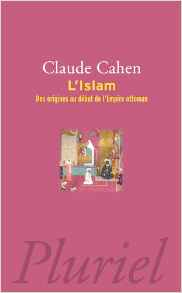 Claude Cahen
L'Islam
Des origines au début de l'Empire ottoman
Pluriel